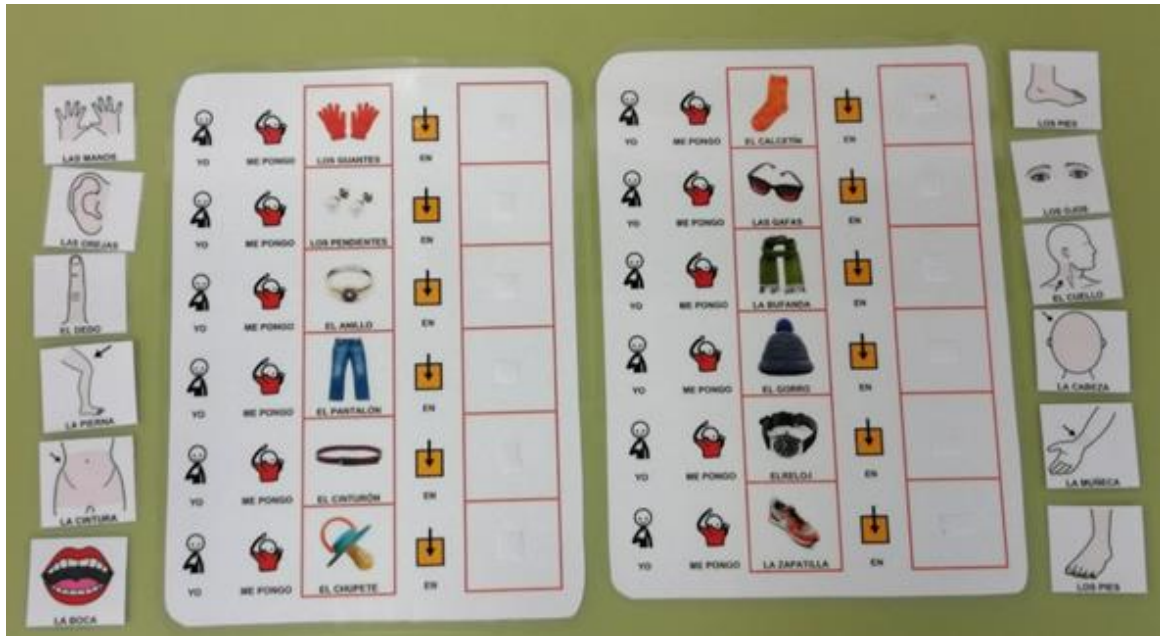 LAS MANOS
LAS OREJAS
EL DEDO
LA PIERNA
LA CINTURA
LA BOCA
YO ME PONGO LOS GUANTES EN
YO ME PONGO LOS PENDIENTES EN
YO ME PONGO EL ANILLO EN
YO ME PONGO EL PANTALÓN EN
YO ME PONGO EL CINTURÓN EN
YO ME PONGO EL CHUPETE EN
YO ME PONGO EL CALCETÍN EN
YO ME PONGO LAS GAFAS EN
YO ME PONGO LA BUFANDA EN
YO ME PONGO EL GORRO EN
YO ME PONGO ELRELOJ EN
YO ME PONGO LA ZAPATILLA EN
LOS PIES
LOS OJOS
EL CUELLO
LA CABEZA
LA MUÑECA
LOS PIES